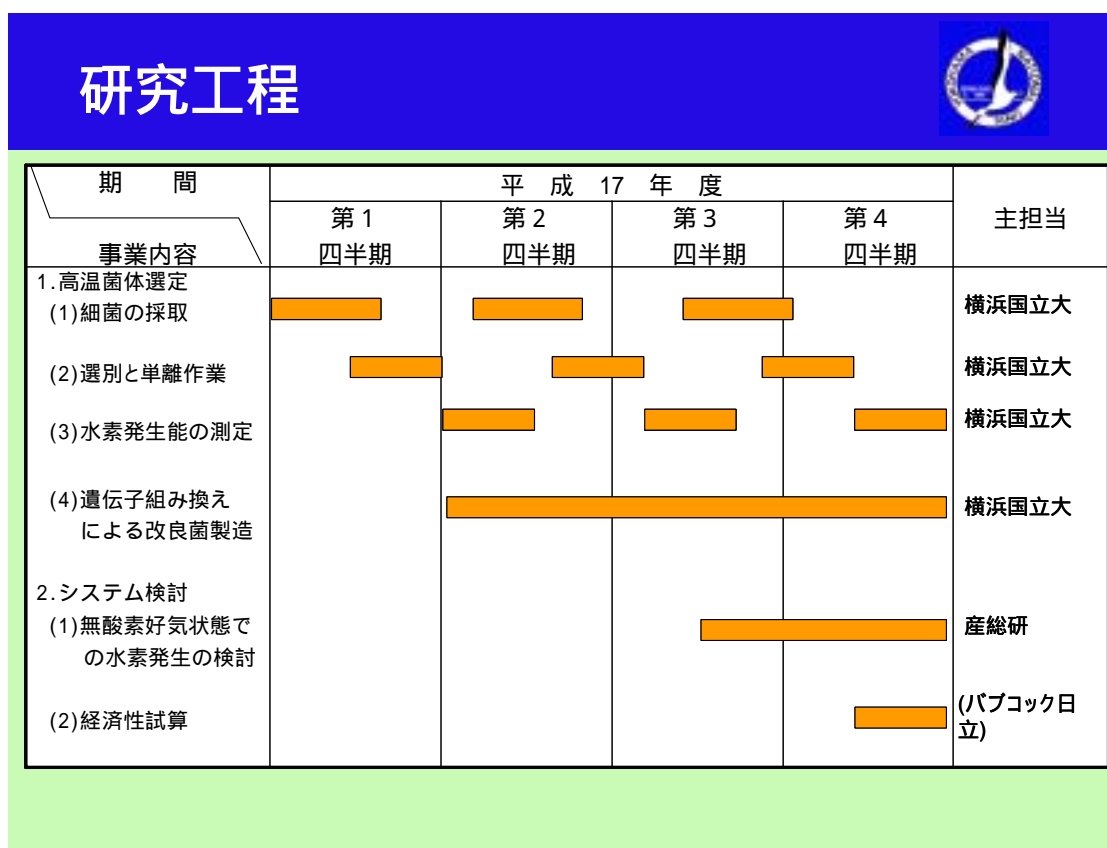 研究工程
期 間
平 成 17 年 度
主担当
事業内容
第１ 四半期
第２ 四半期
第３ 四半期
第４ 四半期
1.高温菌体選定
(1)細菌の採取
横浜国立大
(2)選別と単離作業
横浜国立大
(3)水素発生能の測定
横浜国立大
(4)遺伝子組み換え
による改良菌製造
横浜国立大
2.システム検討
(1)無酸素好気状態で
の水素発生の検討
産総研
(2)経済性試算
(バブコック日
立)